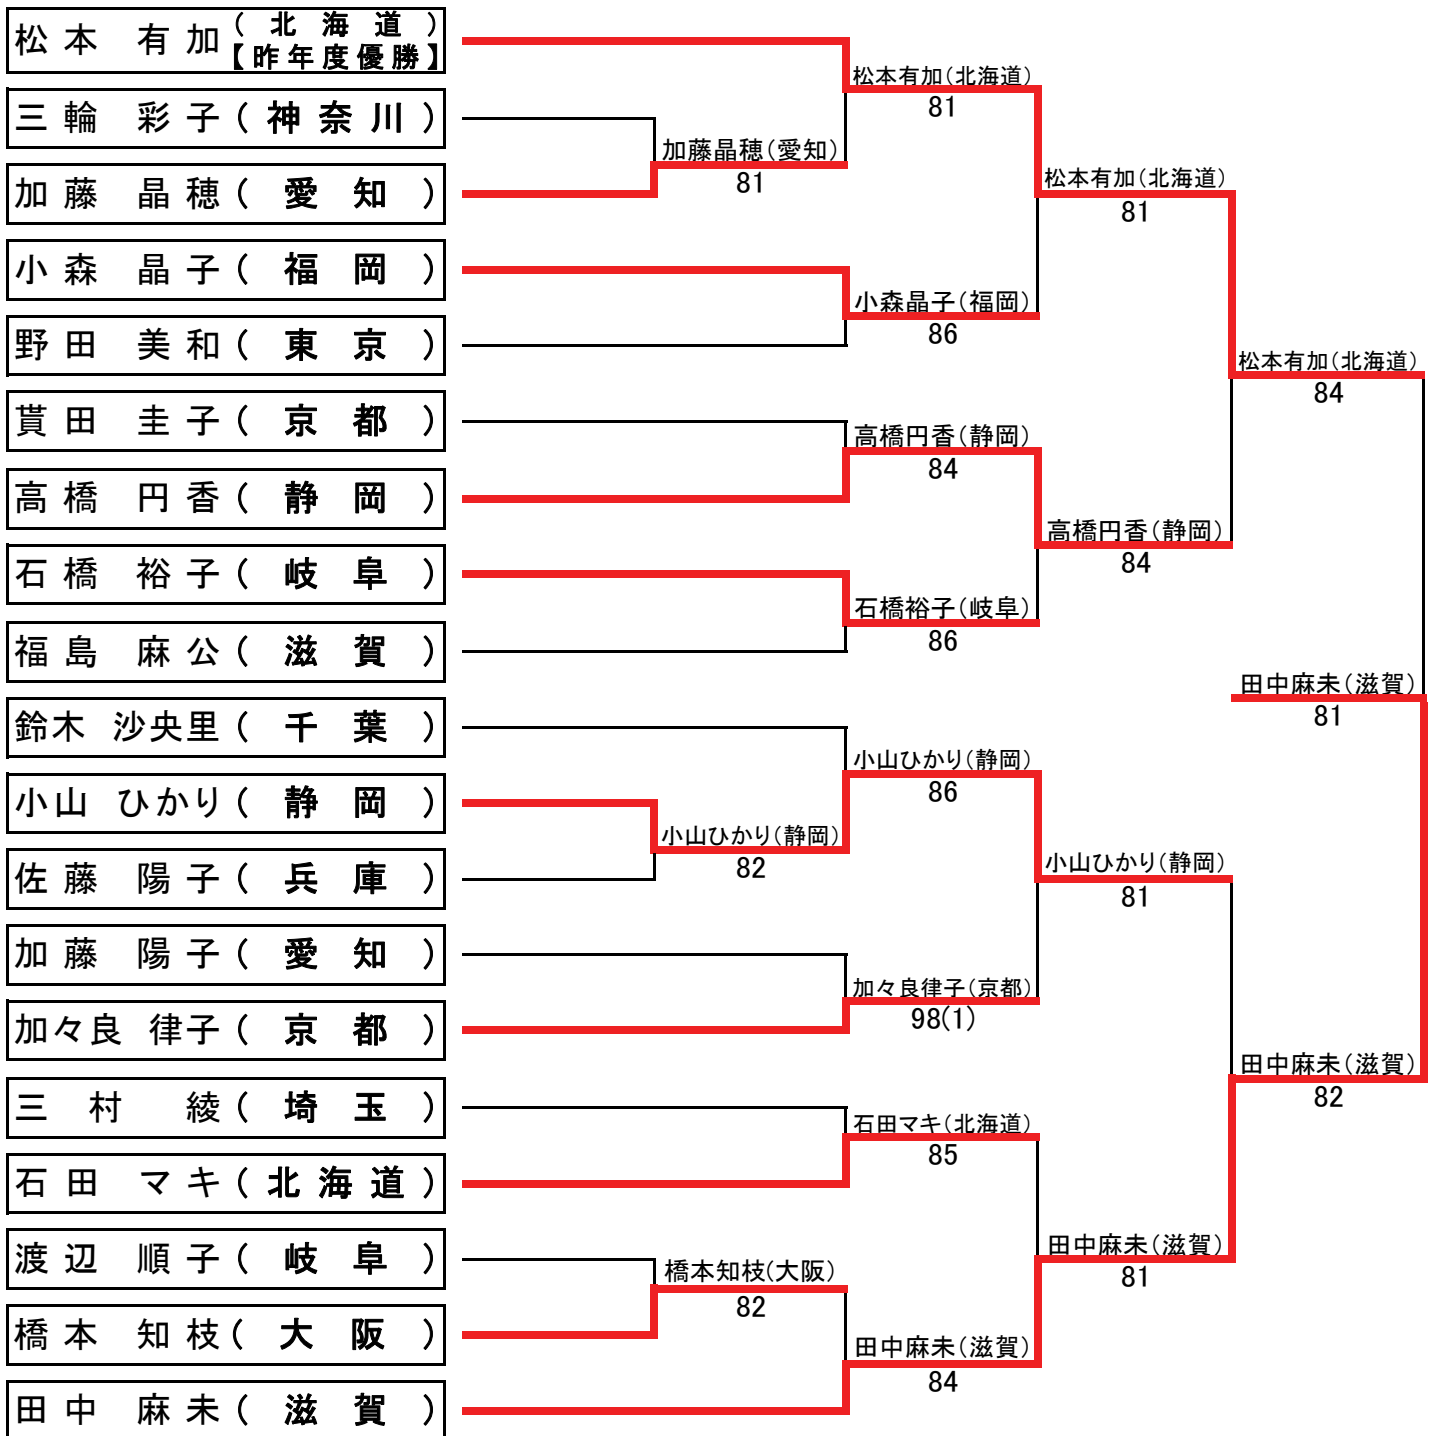 松本 有加(北海道)【昨年度優勝】
三輪 彩子(神奈川)
加藤 晶穂(愛知)
小森 晶子(福岡)
野田 美和(東京)
貰田 圭子(京都)
高橋 円香(静岡)
石橋 裕子(岐阜)
福島 麻公(滋賀)
鈴木 沙央里(千葉)
小山 ひかり(静岡)
佐藤 陽子(兵庫)
加藤 陽子(愛知)
加々良 律子(京都)
三村 綾(埼玉)
石田 マキ(北海道)
渡辺 順子(岐阜)
橋本 知枝(大阪)
田中 麻未(滋賀)
加藤晶穂(愛知)
81
小山ひかり(静岡)
82
橋本知枝(大阪)
82
松本有加(北海道)
81
小森晶子(福岡)
86
高橋円香(静岡)
84
石橋裕子(岐阜)
86
小山ひかり(静岡)
86
加々良律子(京都)
98(1)
石田マキ(北海道)
85
田中麻未(滋賀)
84
松本有加(北海道)
81
高橋円香(静岡)
84
小山ひかり(静岡)
81
田中麻未(滋賀)
81
松本有加(北海道)
84
田中麻未(滋賀)
82
田中麻未(滋賀)
81